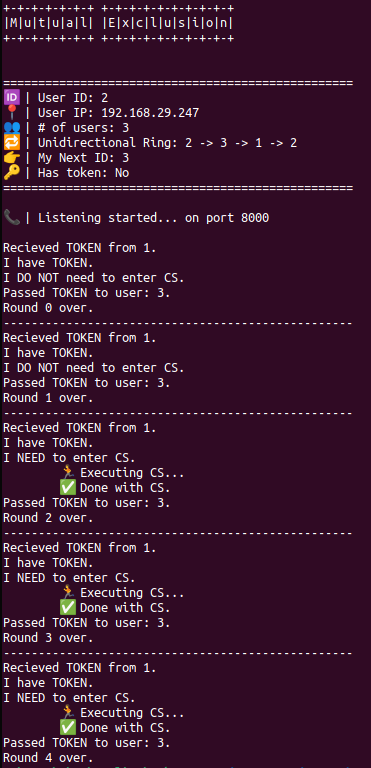 +-+-+-+-+-+-+ +-+-+-+-+-+-+-+-+-+
|M|u|t|u|a|l| |E|x|c|l|u|s|i|o|n|
+-+-+-+-+-+-+ +-+-+-+-+-+-+-+-+-+
==================================================
🆔 | User ID: 2
📍 | User IP: 192.168.29.247
👥 | # of users: 3
🔁 | Unidirectional Ring: 2 -> 3 -> 1 -> 2
👉 | My Next ID: 3
🔑 | Has token: No
==================================================
📞 | Listening started... on port 8000
Recieved TOKEN from 1.
I have TOKEN.
I DO NOT need to enter CS.
Passed TOKEN to user: 3.
Round 0 over.
--------------------------------------------------
Recieved TOKEN from 1.
I have TOKEN.
I DO NOT need to enter CS.
Passed TOKEN to user: 3.
Round 1 over.
--------------------------------------------------
Recieved TOKEN from 1.
I have TOKEN.
I NEED to enter CS.
🏃 Executing CS...
✅ Done with CS.
Passed TOKEN to user: 3.
Round 2 over.
--------------------------------------------------
Recieved TOKEN from 1.
I have TOKEN.
I NEED to enter CS.
🏃 Executing CS...
✅ Done with CS.
Passed TOKEN to user: 3.
Round 3 over.
--------------------------------------------------
Recieved TOKEN from 1.
I have TOKEN.
I NEED to enter CS.
🏃 Executing CS...
✅ Done with CS.
Passed TOKEN to user: 3.
Round 4 over.